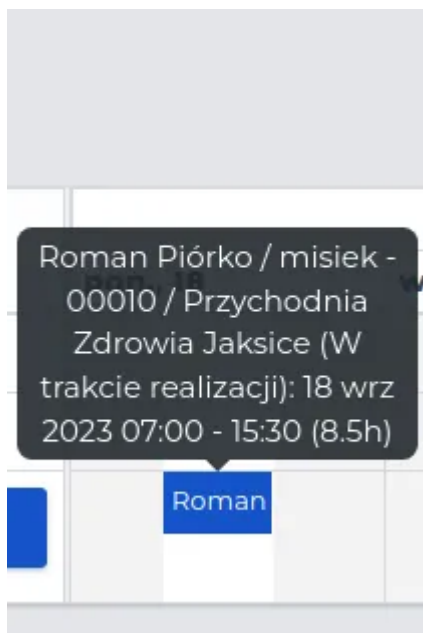 Roman Piórko / misiek -
00010 / Przychodnia
Zdrowia Jaksice (W
trakcie realizacji): 18 wrz
2023 07:00 - 15:30 (8.5h)
Roman